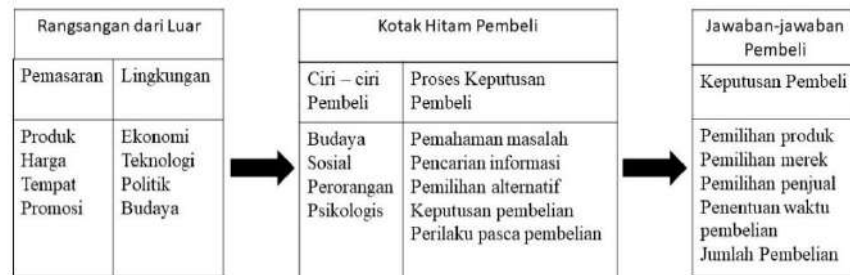 Rangsangan dari Luar
Pemasaran
Lingkungan
Produk
Harga
Tempat
Promosi
Ekonomi
Teknologi
Politik
Budaya
Kotak Hitam Pembeli
Ciri – ciri
Pembeli
Proses Keputusan
Pembeli
Budaya
Sosial
Perorangan
Psikologis
Pemahaman masalah
Pencarian informasi
Pemilihan alternatif
Keputusan pembelian
Perilaku pasca pembelian
Jawaban-jawaban
Pembeli
Keputusan Pembeli
Pemilihan produk
Pemilihan merek
Pemilihan penjual
Penentuan waktu
pembelian
Jumlah Pembelian